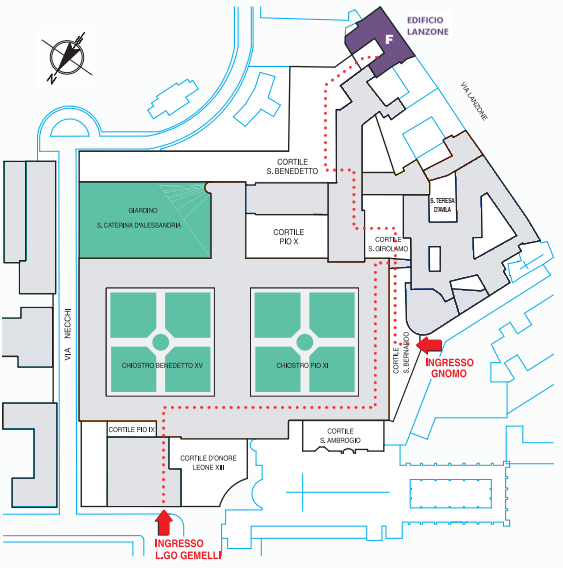 EDIFICIO
LANZONE
F
N
VIA LANZONE
CORTILE
S. BENEDETTO
GIARDINO
S. CATERINA D'ALESSANDRIA
S. TERESA
D'AVILA
CORTILE
PIO X
CORTILE
S. GIROLAMO
VIA NECCHI
CHIOSTRO BENEDETTO XV
CHIOSTRO PIO XI
CORTILE
S. BERNARDO
INGRESSO
GNOMO
CORTILE PIO IX
CORTILE
S. AMBROGIO
CORTILE D'ONORE
LEONE XIII
INGRESSO
L.GO GEMELLI